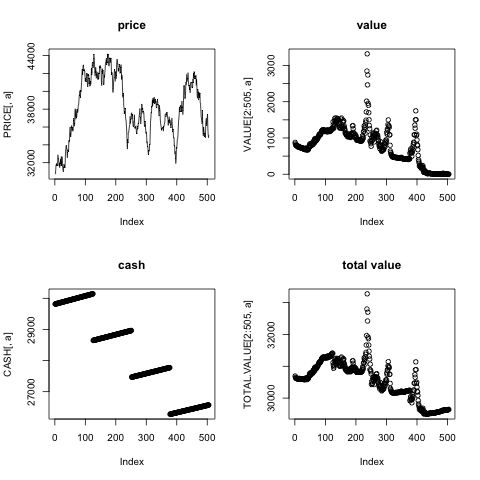 price
PRICE[, a]
32000 38000 44000
0 100 200 300 400 500
Index
value
VALUE[2:505, a]
0 1000 2000 3000
0 100 200 300 400 500
Index
cash
CASH[, a]
27000 29000
0 100 200 300 400 500
Index
total value
TOTAL.VALUE[2:505, a]
30000 32000
0 100 200 300 400 500
Index